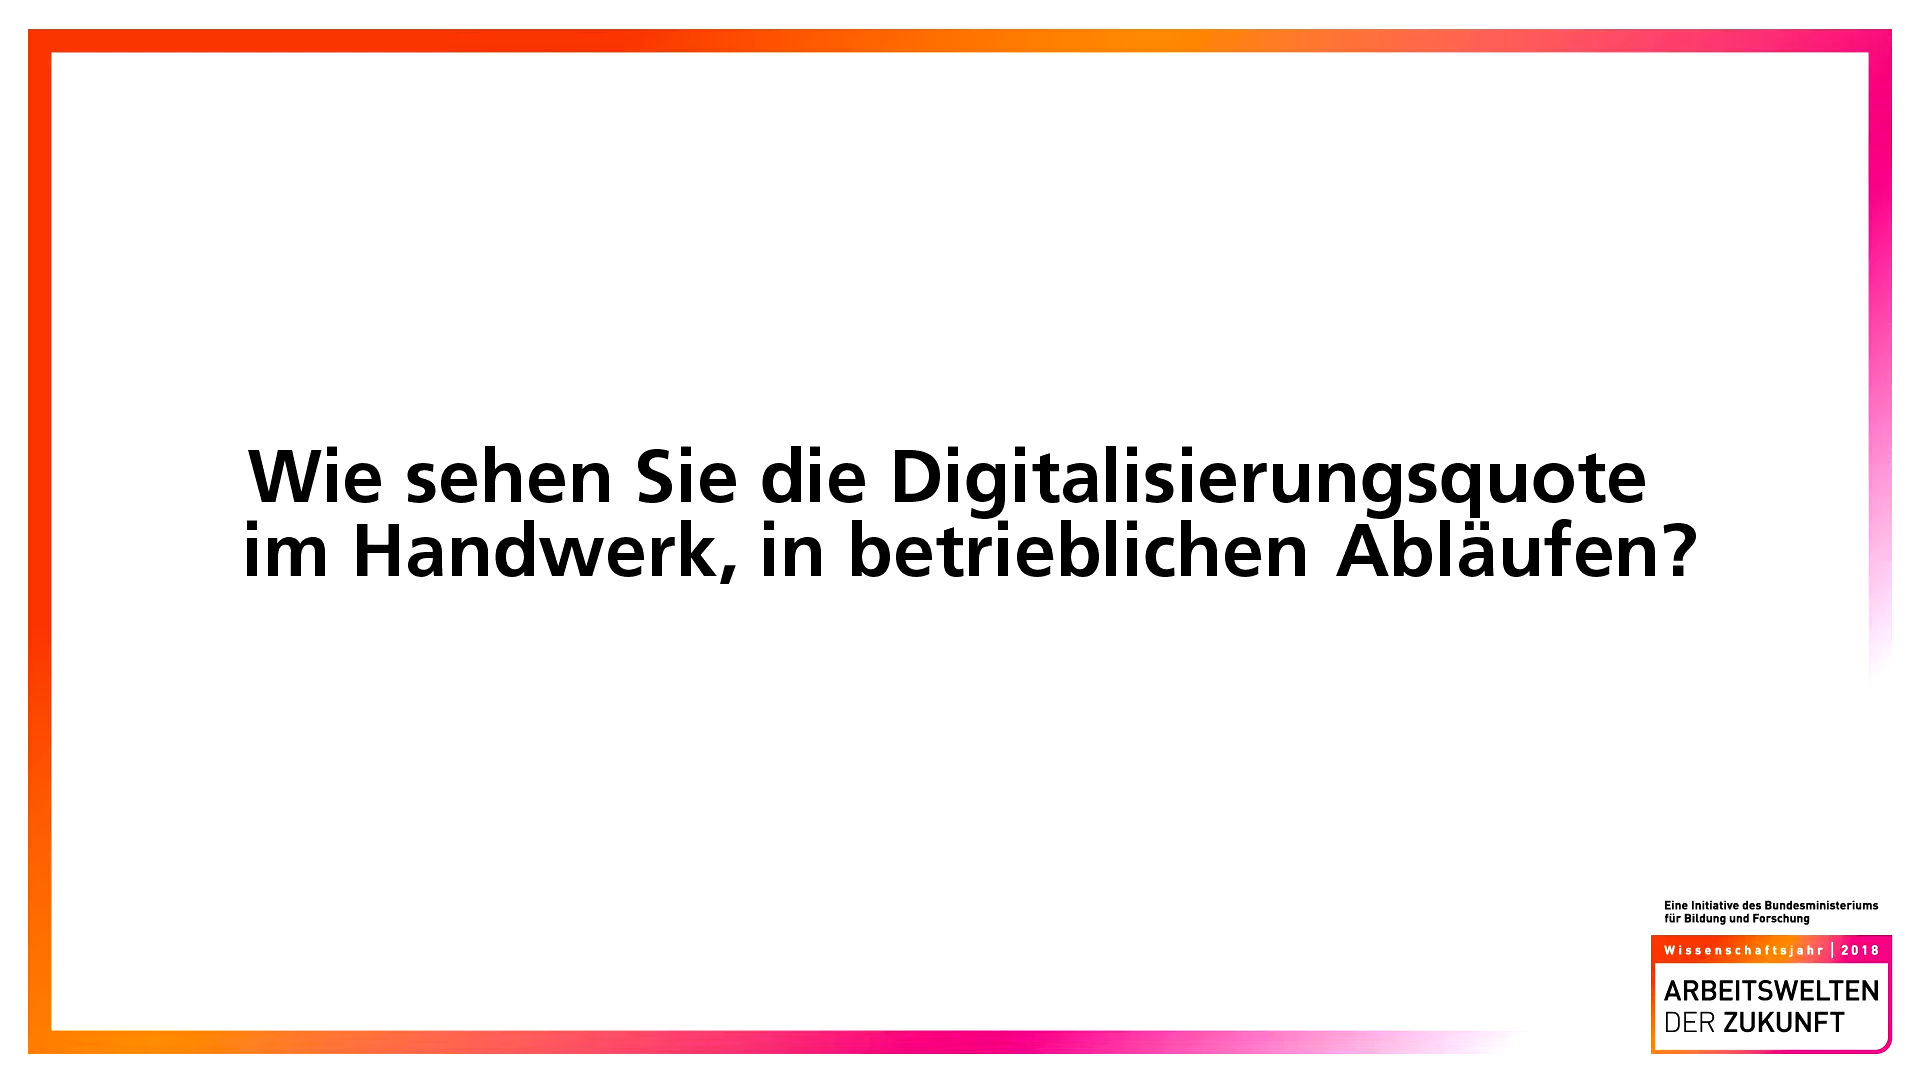 Wie sehen Sie die Digitalisierungsquote
im Handwerk, in betrieblichen Abläufen?
Eine Initiative des Bundesministeriums
für Bildung und Forschung
Wissenschaftsjahr | 2018
ARBEITSWELTEN
DER ZUKUNFT